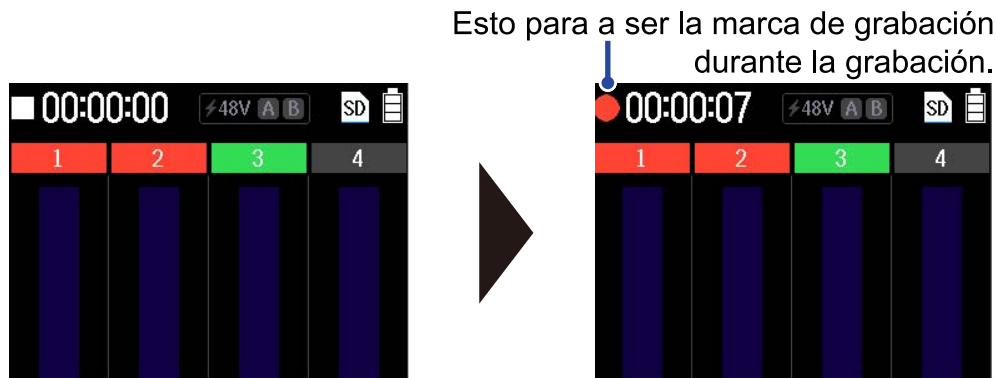 Esto para a ser la marca de grabación
durante la grabación.
00:00:00 48V A B SD
1 2 3 4
00:00:07 48V A B SD
1 2 3 4